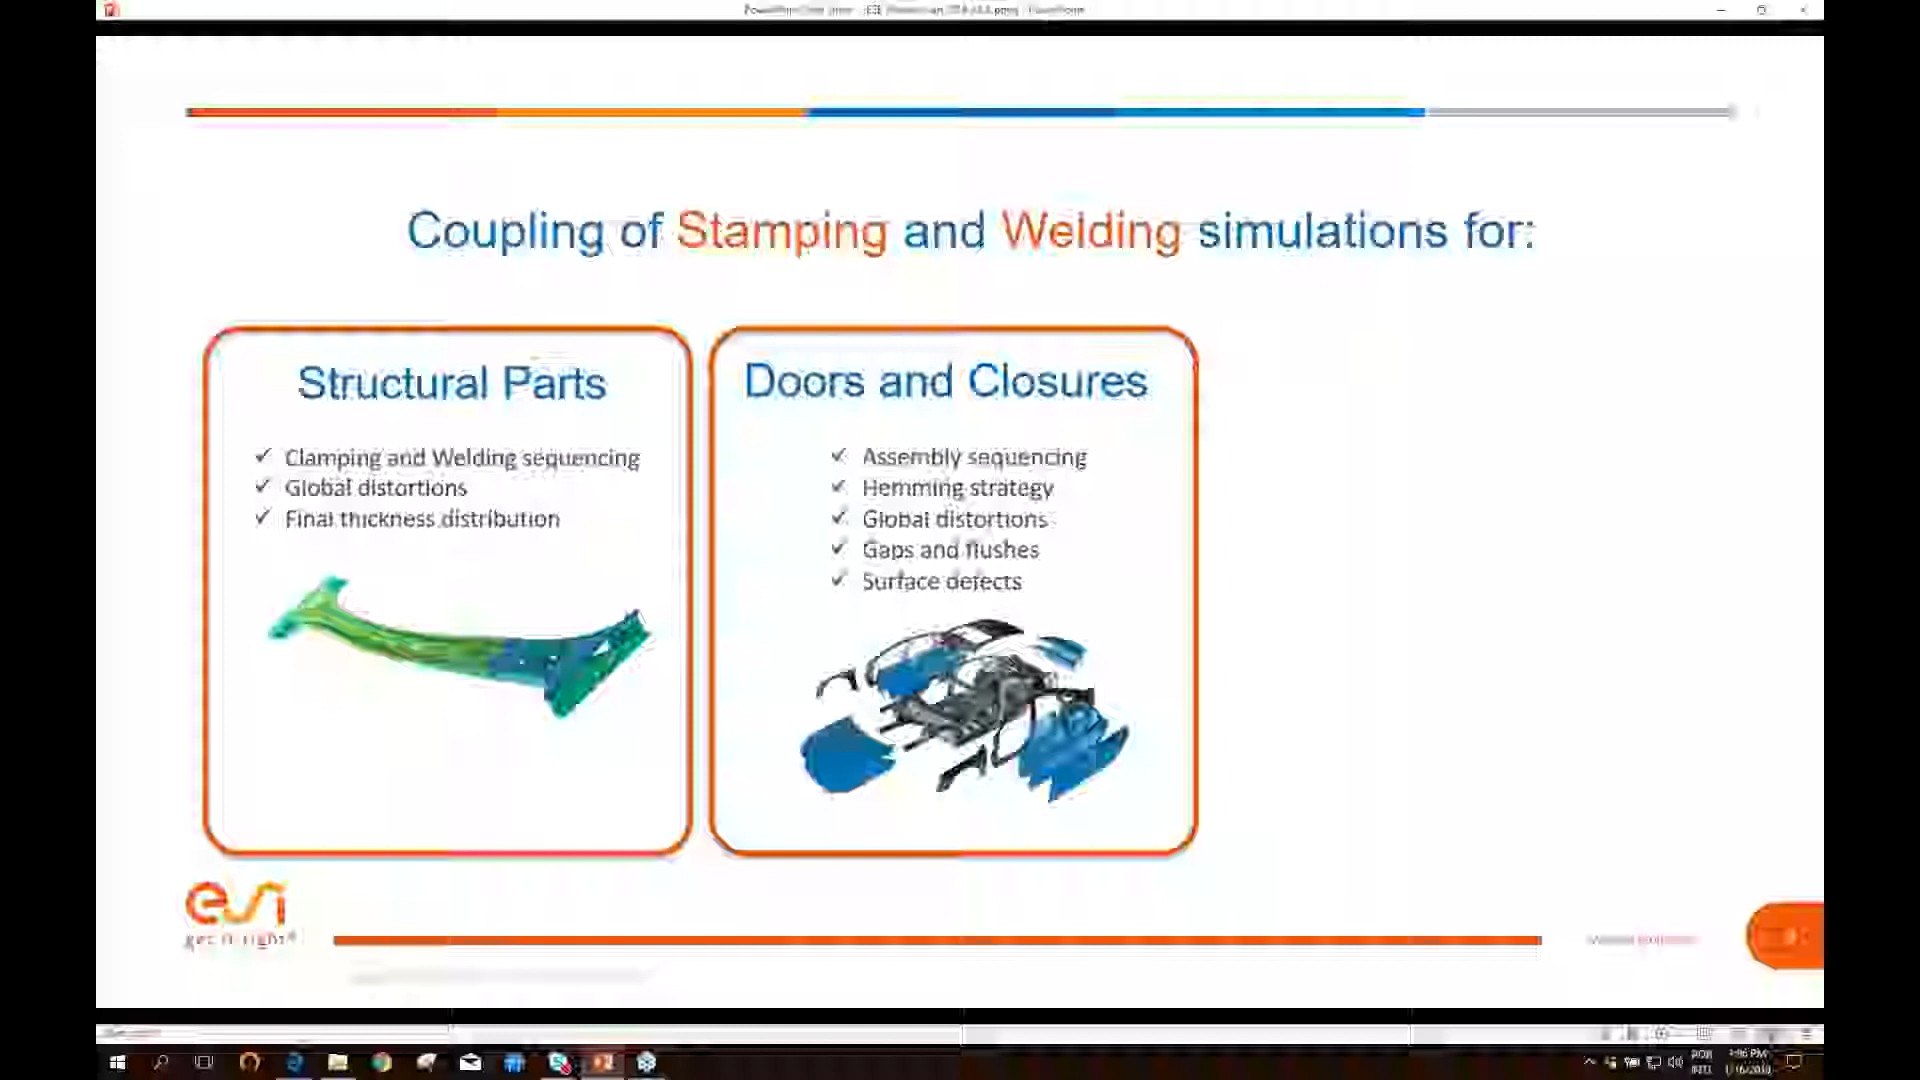 Coupling of Stamping and Welding simulations for:
Structural Parts
✓ Clamping and Welding sequencing
✓ Global distortions
✓ Final thickness distribution
Doors and Closures
✓ Assembly sequencing
✓ Hemming strategy
✓ Global distortions
✓ Gaps and flushes
✓ Surface defects
esi
get it right®